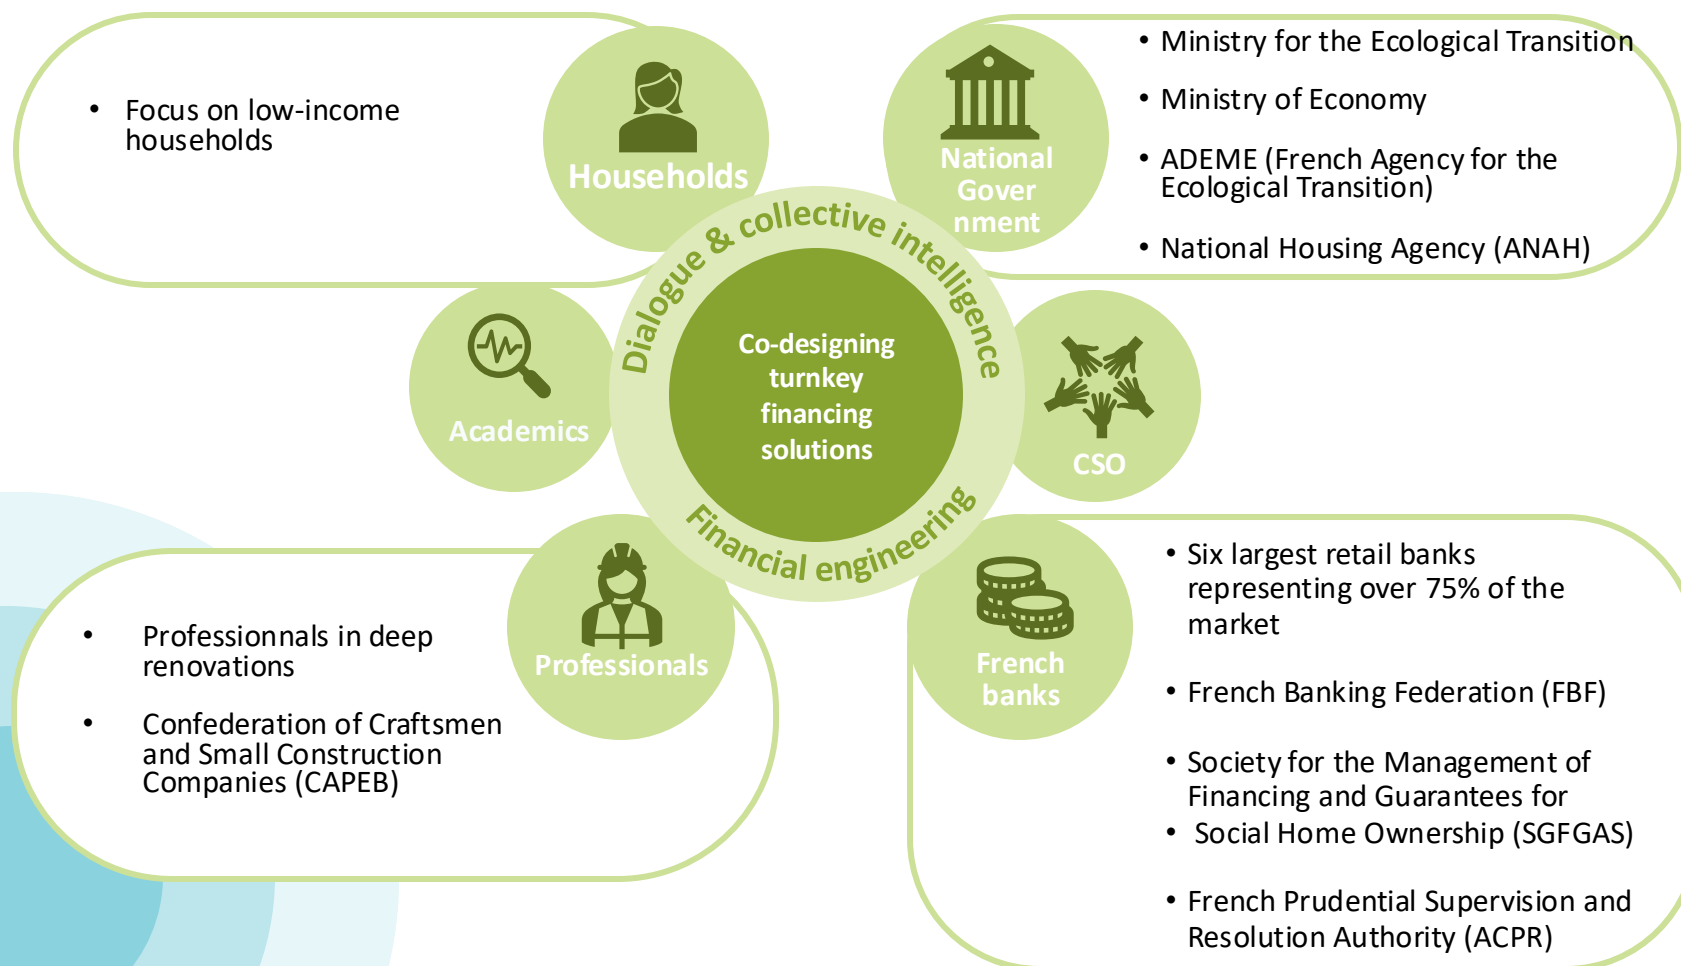 • Focus on low-income
households
Households
National
Gover
nment
• Ministry for the Ecological Transition
• Ministry of Economy
• ADEME (French Agency for the
Ecological Transition)
• National Housing Agency (ANAH)
Dialogue & collective intelligence
Academics
Co-designing
turnkey
financing
solutions
CSO
Financial engineering
• Professionnals in deep
renovations
• Confederation of Craftsmen
and Small Construction
Companies (CAPEB)
Professionals
French
banks
• Six largest retail banks
representing over 75% of the
market
• French Banking Federation (FBF)
• Society for the Management of
Financing and Guarantees for
• Social Home Ownership (SGFGAS)
• French Prudential Supervision and
Resolution Authority (ACPR)